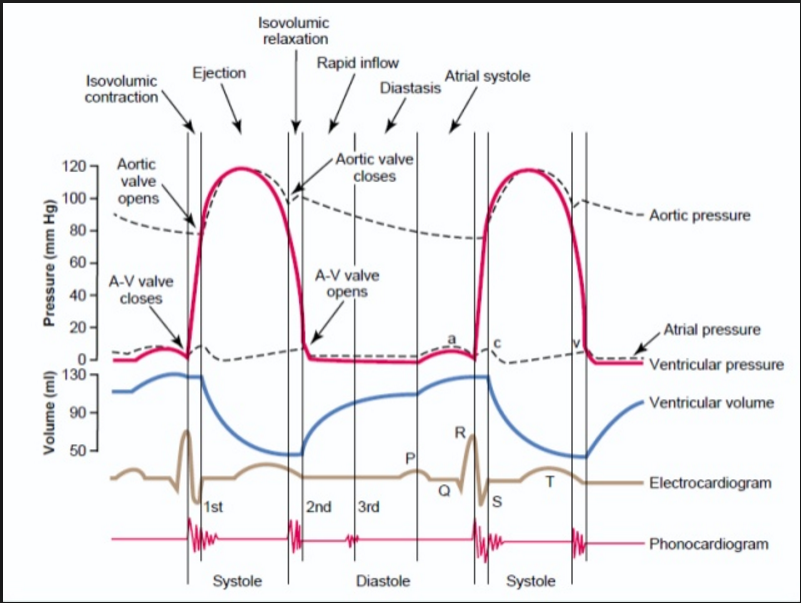 Isovolumic
relaxation
Ejection
Rapid inflow
Isovolumic
contraction
Diastasis
Atrial systole
120
100
80
60
40
20
0
Pressure (mm Hg)
Aortic
valve
opens
Aortic valve
closes
Aortic pressure
A-V valve
closes
A-V valve
opens
a
c
v
Atrial pressure
Ventricular pressure
130
90
50
Volume (ml)
Ventricular volume
R
P
Q
S
T
Electrocardiogram
1st
2nd
3rd
Phonocardiogram
Systole
Diastole
Systole